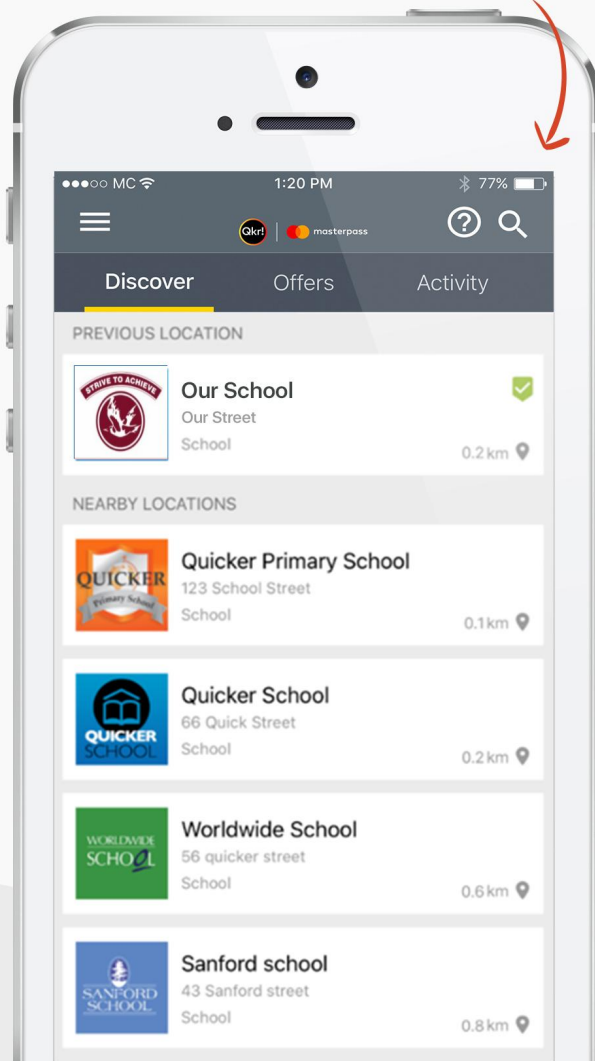 ●●●○○ MC 1:20 PM 77%
Qkr! | masterpass
Discover Offers Activity
PREVIOUS LOCATION
STRIVE TO ACHIEVE
Our School
Our Street
School
0.2 km
NEARBY LOCATIONS
QUICKER
Primary School
Quicker Primary School
123 School Street
School
0.1 km
QUICKER
SCHOOL
Quicker School
66 Quick Street
School
0.2 km
WORLDWIDE
SCHOOL
Worldwide School
56 quicker street
School
0.6 km
SANFORD
SCHOOL
Sanford school
43 Sanford street
School
0.8 km